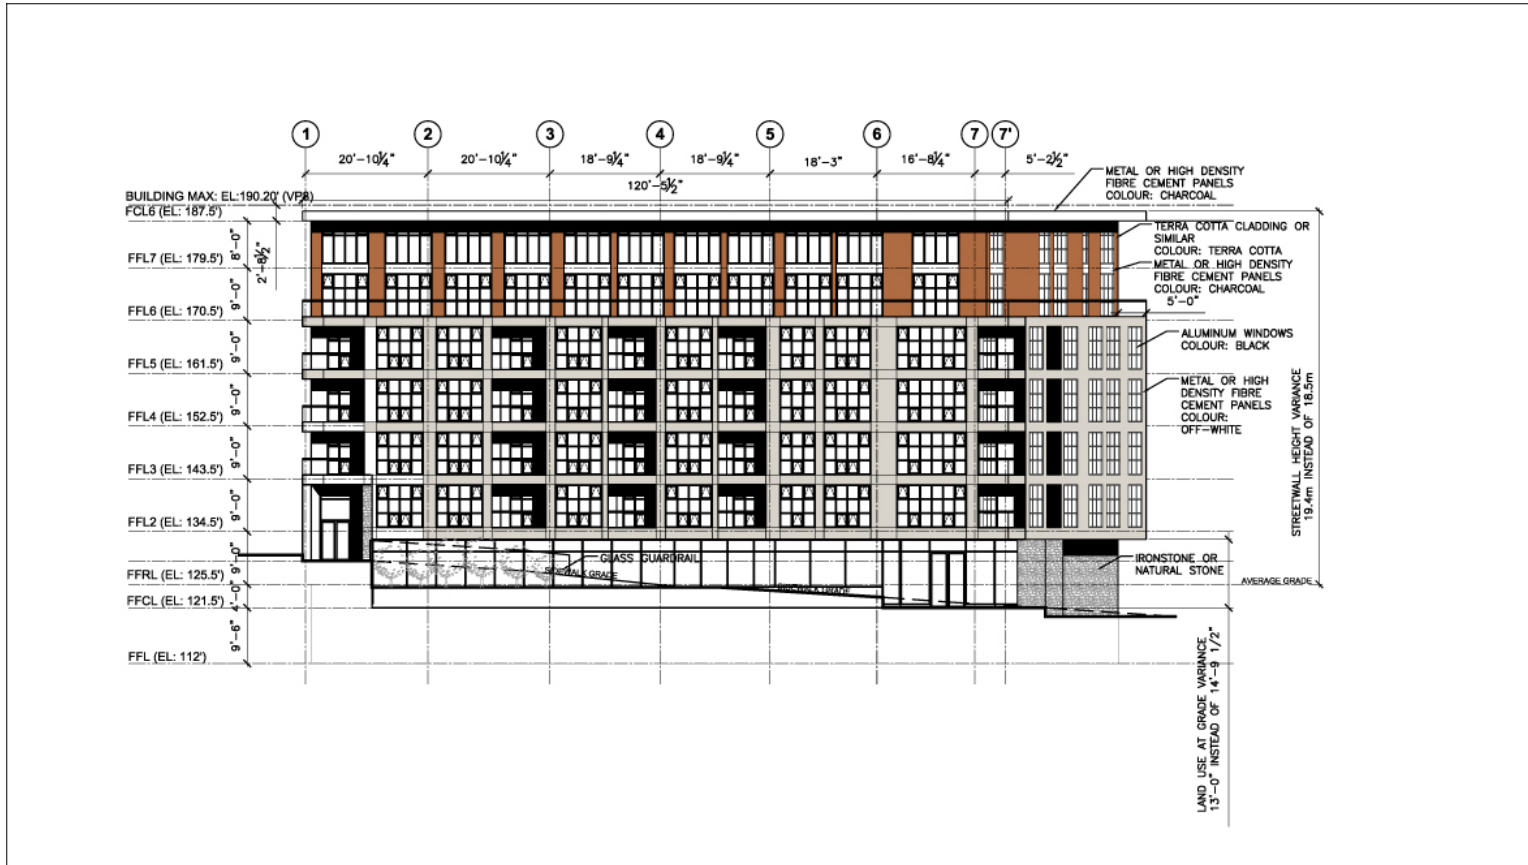 1 2 3 4 5 6 7 7'
20'-10¼" 20'-10¼" 18'-9¼" 18'-9¼" 18'-3" 16'-8¼" 5'-2½"
120'-5½"
BUILDING MAX: EL:190.20' (VP8)
FCL6 (EL: 187.5')
8'-0"
2'-8½"
FFL7 (EL: 179.5')
9'-0"
FFL6 (EL: 170.5')
9'-0"
FFL5 (EL: 161.5')
9'-0"
FFL4 (EL: 152.5')
9'-0"
FFL3 (EL: 143.5')
9'-0"
FFL2 (EL: 134.5')
9'-0"
FFRL (EL: 125.5')
4'-0"
FFCL (EL: 121.5')
9'-6"
FFL (EL: 112')
METAL OR HIGH DENSITY
FIBRE CEMENT PANELS
COLOUR: CHARCOAL
TERRA COTTA CLADDING OR
SIMILAR
COLOUR: TERRA COTTA
METAL OR HIGH DENSITY
FIBRE CEMENT PANELS
COLOUR: CHARCOAL
5'-0"
ALUMINUM WINDOWS
COLOUR: BLACK
METAL OR HIGH
DENSITY FIBRE
CEMENT PANELS
COLOUR:
OFF-WHITE
STREETWALL HEIGHT VARIANCE
19.4m INSTEAD OF 18.5m
GLASS GUARDRAIL
SIDEWALK GRADE
SIDEWALK GRADE
IRONSTONE OR
NATURAL STONE
AVERAGE GRADE
LAND USE AT GRADE VARIANCE
13'-0" INSTEAD OF 14'-9 1/2"